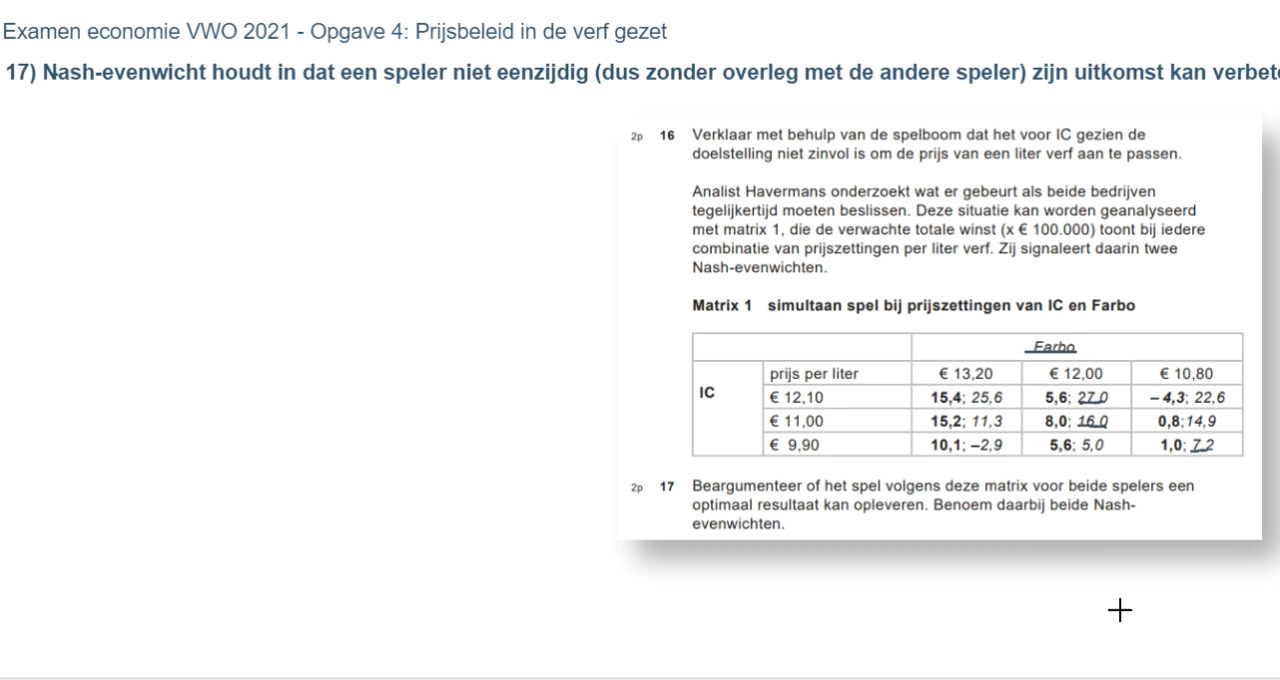 Examen economie VWO 2021 - Opgave 4: Prijsbeleid in de verf gezet
17) Nash-evenwicht houdt in dat een speler niet eenzijdig (dus zonder overleg met de andere speler) zijn uitkomst kan
2p 16 Verklaar met behulp van de spelboom dat het voor IC gezien de
doelstelling niet zinvol is om de prijs van een liter verf aan te passen.
Analist Havermans onderzoekt wat er gebeurt als beide bedrijven
tegelijkertijd moeten beslissen. Deze situatie kan worden geanalyseerd
met matrix 1, die de verwachte totale winst (x € 100.000) toont bij iedere
combinatie van prijszettingen per liter verf. Zij signaleert daarin twee
Nash-evenwichten.
Matrix 1 simultaan spel bij prijszettingen van IC en Farbo
Farbo
IC prijs per liter € 13,20 € 12,00 € 10,80
€ 12,10 15,4; 25,6 5,6; 27,0 –4,3; 22,6
€ 11,00 15,2; 11,3 8,0; 16,0 0,8;14,9
€ 9,90 10,1; –2,9 5,6; 5,0 1,0; 7,2
2p 17 Beargumenteer of het spel volgens deze matrix voor beide spelers een
optimaal resultaat kan opleveren. Benoem daarbij beide Nash-
evenwichten.